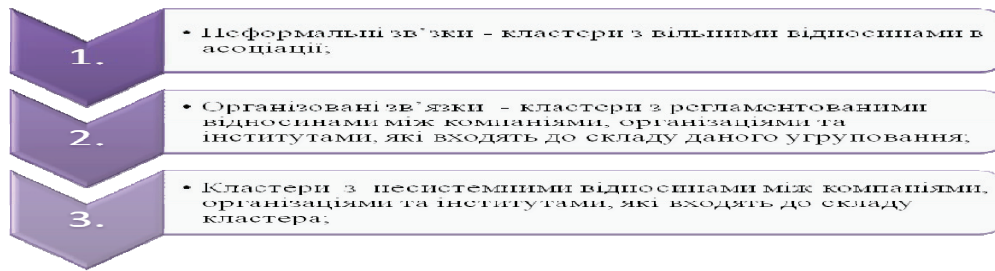 1.
• Неформальні зв`зки - кластери з вільними відносинами в
асоціації;
2.
• Організовані зв`язки - кластери з регламентованими
відносинами між компаніями, організаціями та
інститутами, які входять до складу даного угруповання;
3.
• Кластери з несистемними відносинами між компаніями,
організаціями та інститутами, які входять до складу
кластера;